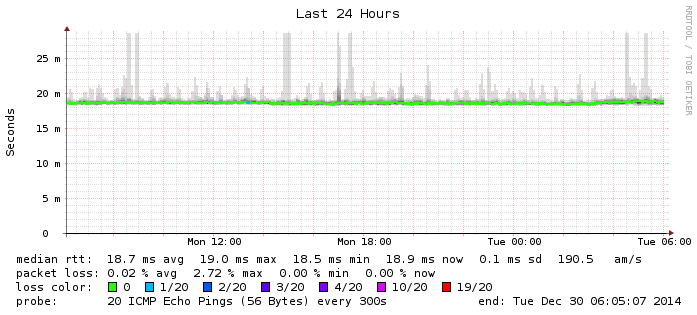 Last 24 Hours
RRDTOOL / TOBI OETIKER
Seconds
25 m
20 m
15 m
10 m
5 m
0
Mon 12:00 Mon 18:00 Tue 00:00 Tue 06:00
median rtt: 18.7 ms avg 19.0 ms max 18.5 ms min 18.9 ms now 0.1 ms sd 190.5 am/s
packet loss: 0.02 % avg 2.72 % max 0.00 % min 0.00 % now
loss color: 0 1/20 2/20 3/20 4/20 10/20 19/20
probe: 20 ICMP Echo Pings (56 Bytes) every 300s end: Tue Dec 30 06:05:07 2014